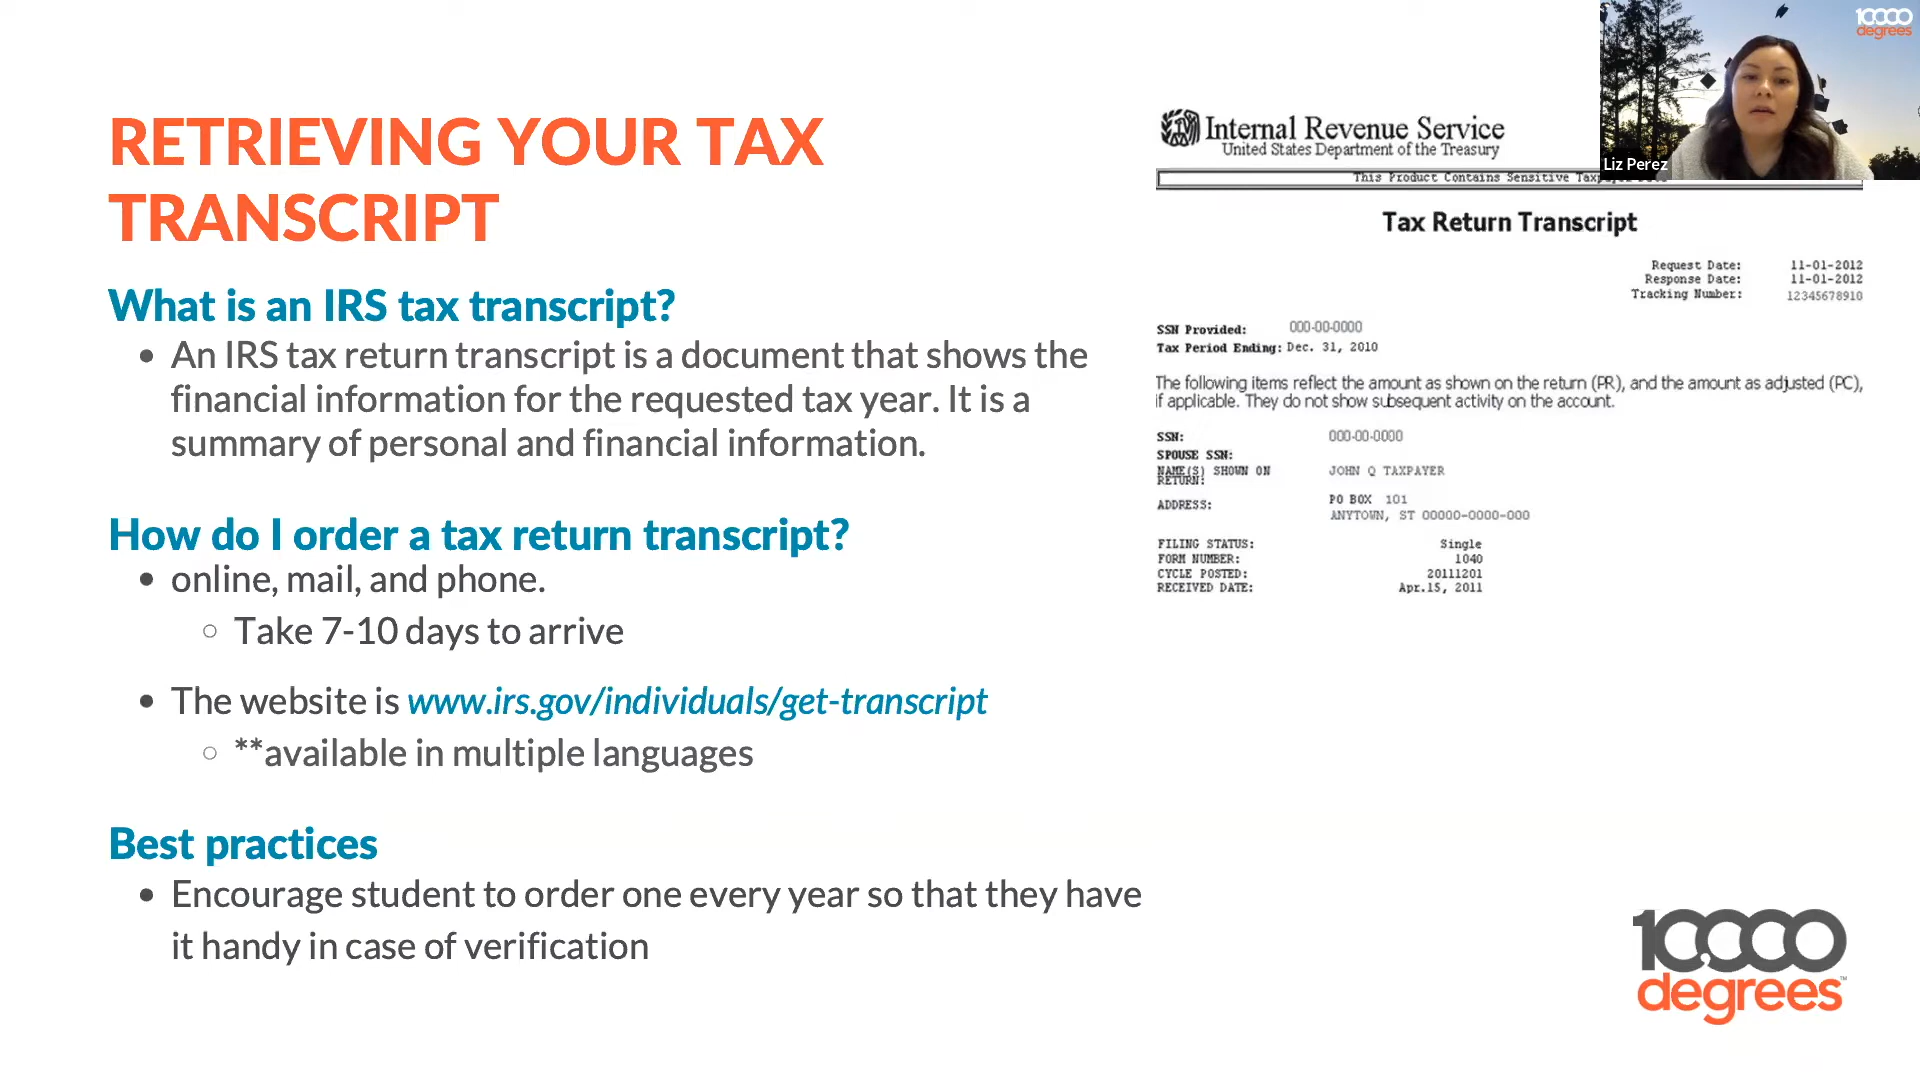 RETRIEVING YOUR TAX
TRANSCRIPT
What is an IRS tax transcript?
• An IRS tax return transcript is a document that shows the
financial information for the requested tax year. It is a
summary of personal and financial information.
How do I order a tax return transcript?
• online, mail, and phone.
○ Take 7-10 days to arrive
• The website is www.irs.gov/individuals/get-transcript
○ **available in multiple languages
Best practices
• Encourage student to order one every year so that they have
it handy in case of verification
Internal Revenue Service
United States Department of the Treasury
This Product Contains Sensitive
Tax Return Transcript
Request Date: 11-01-2012
Response Date: 11-01-2012
Tracking Number: 12345678910
SSN Provided: 000-00-0000
Tax Period Ending: Dec. 31, 2010
The following items reflect the amount as shown on the return (PR), and the amount as adjusted (PC),
if applicable. They do not show subsequent activity on the account.
SSN: 000-00-0000
SPOUSE SSN:
NAME(S) SHOWN ON
RETURN: JOHN Q TAXPAYER
ADDRESS: PO BOX 101
ANYTOWN, ST 00000-0000-000
FILING STATUS: Single
FORM NUMBER: 1040
CYCLE POSTED: 20111201
RECEIVED DATE: Apr.15, 2011
10000
degrees
Liz Perez
10,000
degrees™